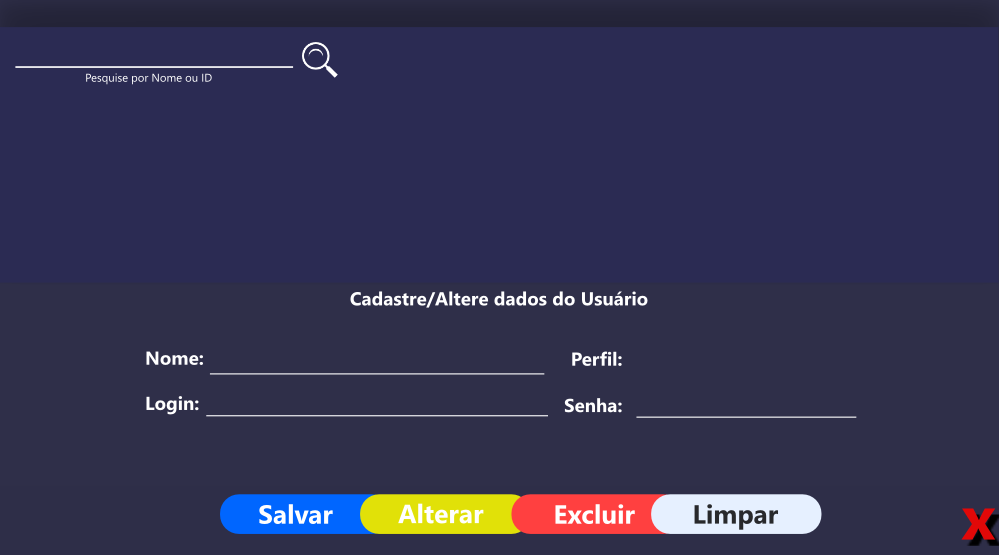 Pesquise por Nome ou ID
Cadastre/Altere dados do Usuário
Nome:
Perfil:
Login:
Senha:
Salvar Alterar Excluir Limpar
X